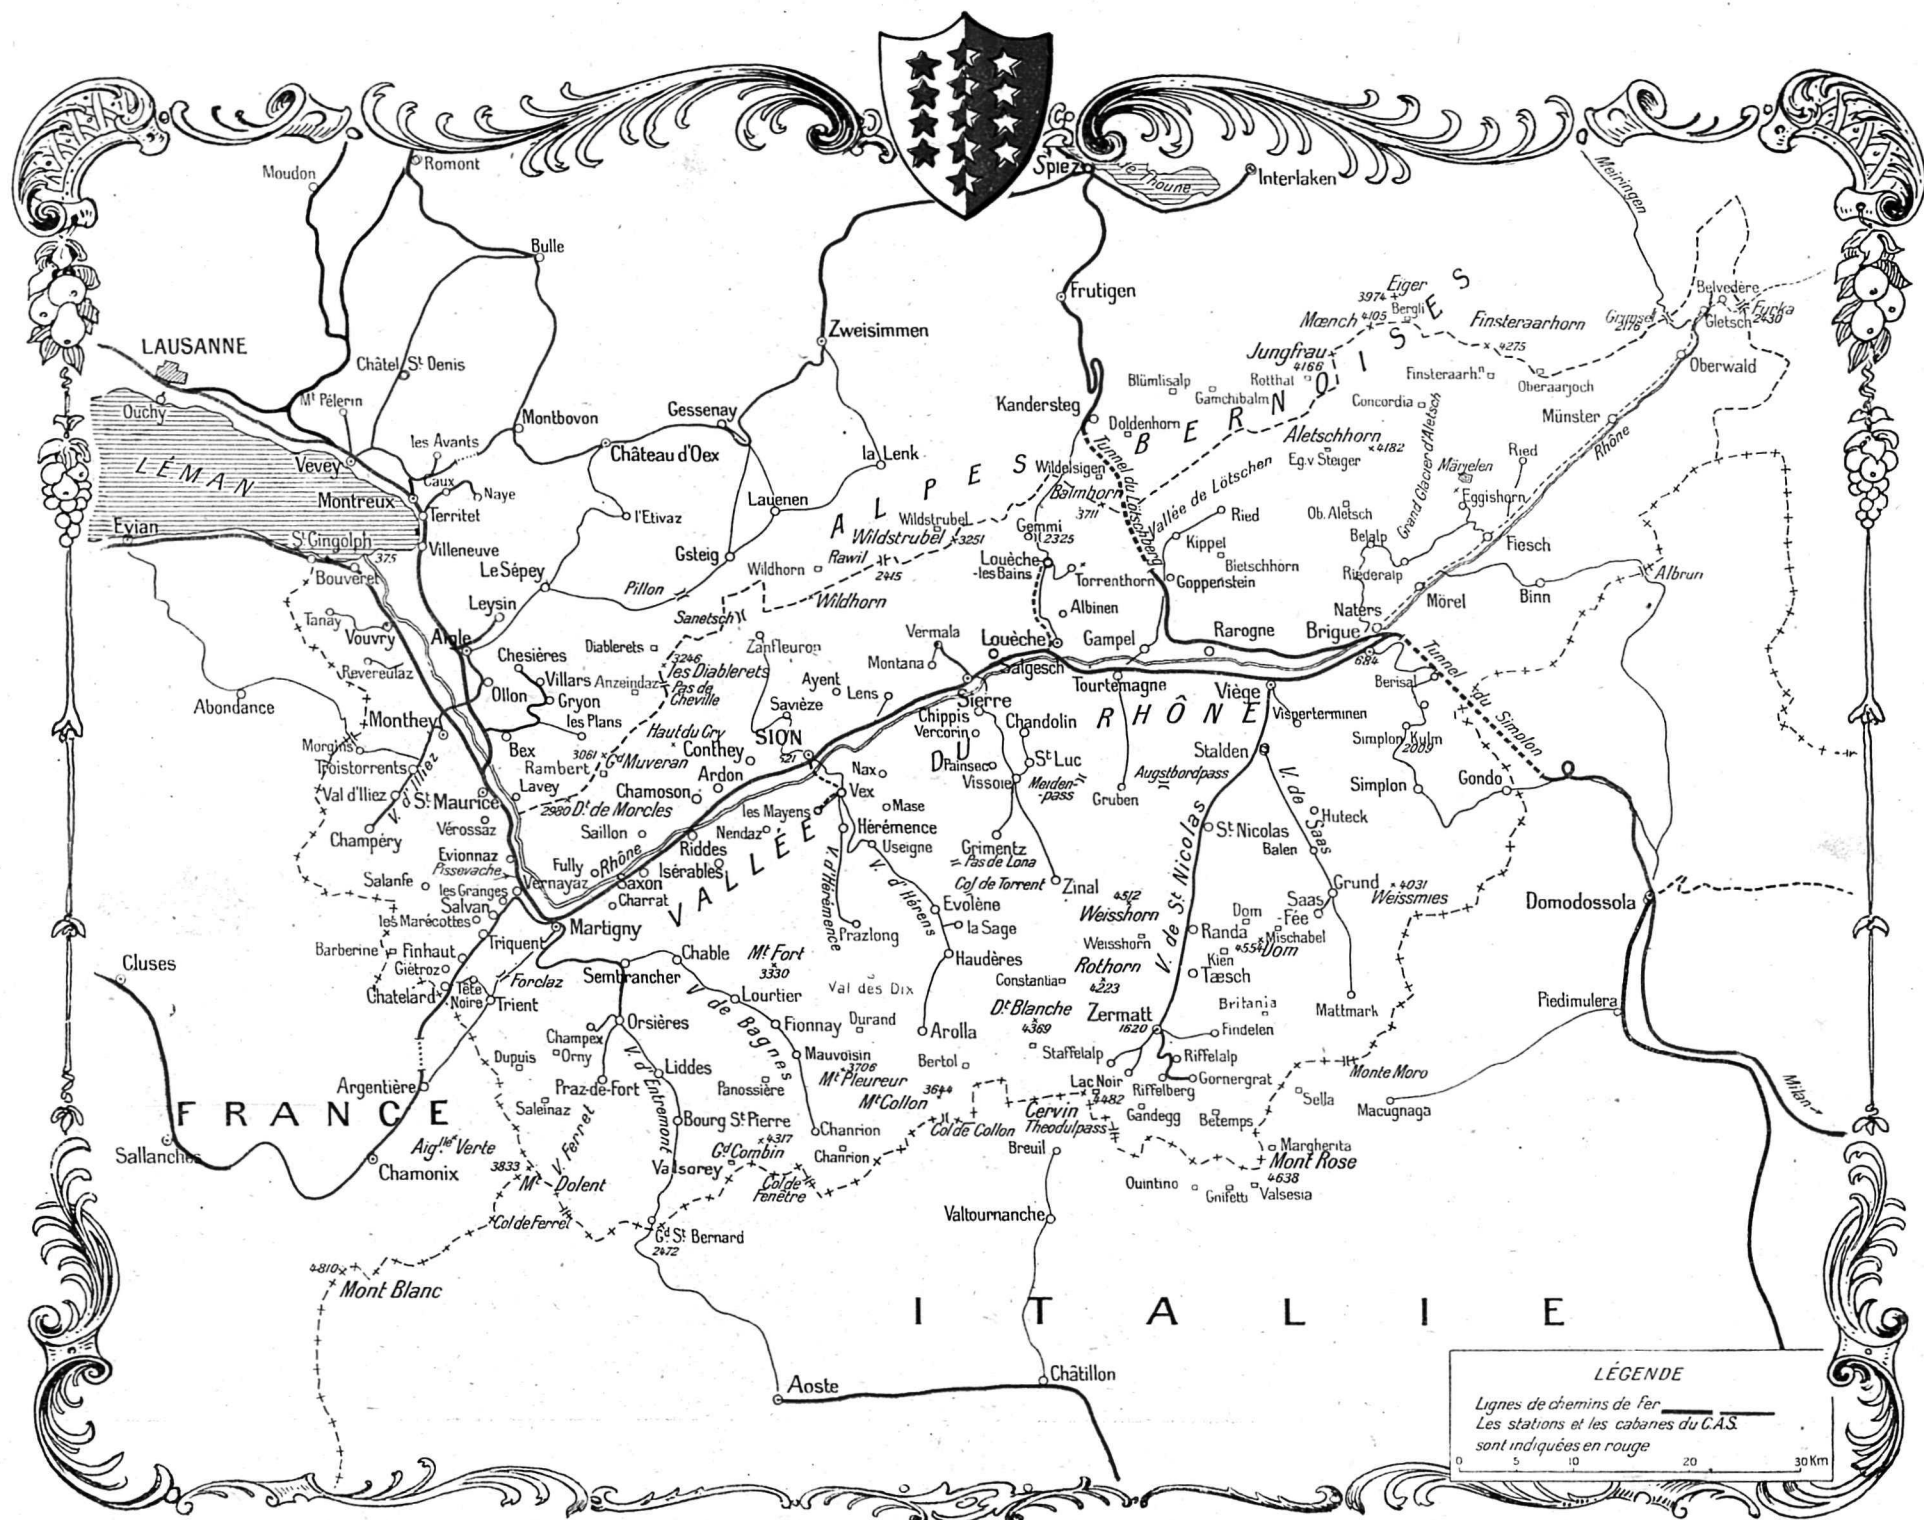 Spiez
L. de Thoune
Interlaken
Moudon
Romont
Meiringen
Bulle
Frutigen
Eiger
3974
Bergli
Mœnch 4105
Finsteraarhorn
4275
Grimsel
2176
Belvedère
Furka
2430
Gletsch
LAUSANNE
Zweisimmen
Jungfrau
4166
Rotthal
Oberwald
Châtel St Denis
Blümlisalp
Gamchibalm
Finsteraarhn
Oberaarjoch
Ouchy
Mt Pélerin
Gessenay
Kandersteg
Doldenhorn
Concordia
Münster
Montbovon
les Avants
Château d'Oex
la Lenk
ALPES BERNOISES
Aletschhorn
4182
Eg. v Steiger
Grand Glacier d'Aletsch
Märjelen
Ried
Rhône
LÉMAN
Vevey
Montreux
Caux
Naye
Territet
Lauenen
Wildelsigen
Balmhorn
3711
Tunnel du Lötschberg
Vallée de Lötschen
Eggishorn
Evian
St Gingolph
375
Villeneuve
l'Etivaz
Wildstrubel
Wildstrubel 3251
Gemmi
2325
Ried
Ob. Aletsch
Belalp
Fiesch
Bouveret
Le Sépey
Gsteig
Rawil
2415
Louèche
-les Bains
Kippel
Bietschhorn
Torrenthorn
Goppenstein
Riederalp
Albrun
Wildhorn
Pillon
Wildhorn
Albinen
Mörel
Binn
Tanay
Vouvry
Leysin
Sanetsch
Naters
Aigle
Diablerets
Zanfleuron
Vermala
Louèche
Gampel
Rarogne
Brigue
684
Chesières
3246
les Diablerets
Montana
Salgesch
Tunnel du Simplon
Revereulaz
Villars
Anzeindaz
Pas de
Cheville
Ayent
Lens
Tourtemagne
Viège
Berisal
Abondance
Ollon
Gryon
Sierre
Monthey
les Plans
Savièze
Chippis
Vercorin
Chandolin
VALLÉE DU RHÔNE
Visperterminen
Haut du Cry
Conthey
SION
521
Morgins
Bex
Stalden
Simplon Kulm
2009
Troistorrents
Rambert
3061
Gd Muveran
Ardon
Nax
Painsec
Vissoie
St Luc
Meiden-
-pass
Augstbordpass
Simplon
Gondo
Val d'Iliez
V. d'Illiez
St Maurice
Lavey
Chamoson
les Mayens
Vex
Gruben
V. de Saas
2980 Dt de Morcles
Mase
Huteck
Champéry
Vérossaz
Saillon
Nendaz
Hérémence
St Nicolas
Balen
Evionnaz
Pissevache
Fully
Rhône
Riddes
Isérables
Useigne
Grimentz
Pas de Lona
V. de St Nicolas
Salanfe
les Granges
Vernayaz
Saxon
Charrat
V. d'Hérémence
V. d'Hérens
Col de Torrent
Zinal
Grund
4031
Weissmies
Domodossola
Salvan
les Marécottes
Evolène
4512
Weisshorn
Saas
-Fée
Martigny
la Sage
Dom
Randa
Mischabel
Barberine
Finhaut
Triquent
Chable
Mt Fort
3330
Prazlong
Weisshorn
Kien
4554
Dom
Cluses
Giétroz
Haudères
Rothorn
4223
Tæsch
Sembrancher
Forclaz
Constantia
Chatelard
Tête
Noire
Trient
V. de Bagnes
Lourtier
Val des Dix
Britania
Mattmark
Piedimulera
Champex
Orsières
Fionnay
Durand
Arolla
Dt Blanche
4369
Zermatt
1620
Findelen
Dupuis
Orny
V. d'Entremont
Mauvoisin
3706
Bertol
Staffelalp
Riffelalp
Liddes
Mt Pleureur
Monte Moro
Argentière
Praz-de-Fort
Panossière
3644
Mt Collon
Lac Noir
4482
Riffelberg
Gornergrat
Sella
Macugnaga
Milan
FRANCE
Saleinaz
Bourg St Pierre
Chanrion
Col de Collon
Cervin
Theodulpass
Gandegg
Betemps
Sallanches
Aiglle Verte
V. Ferret
4317
Gd Combin
Chanrion
Breuil
Margherita
Mont Rose
4638
Chamonix
3833
Mt Dolent
Valsorey
Col de
Fenêtre
Quintino
Gnifetti
Valsesia
Col de Ferret
Gd St Bernard
2472
Valtournanche
4810
Mont Blanc
ITALIE
Aoste
Châtillon
LÉGENDE
Lignes de chemins de fer
Les stations et les cabanes du C.A.S.
sont indiquées en rouge
0 5 10 20 30 Km